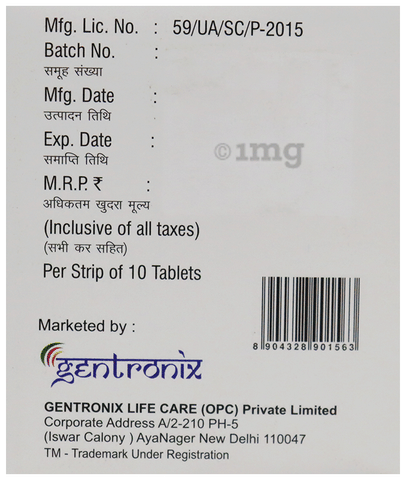 Mfg. Lic. No. : 59/UA/SC/P-2015
Batch No. :
समूह संख्या
Mfg. Date :
उत्पादन तिथि
Exp. Date :
समाप्ति तिथि
©1mg
M.R.P. ₹ :
अधिकतम खुदरा मूल्य
(Inclusive of all taxes)
(सभी कर सहित)
Per Strip of 10 Tablets
8 904328 901563
Marketed by :
gentronix
GENTRONIX LIFE CARE (OPC) Private Limited
Corporate Address A/2-210 PH-5
(Iswar Colony ) AyaNager New Delhi 110047
TM - Trademark Under Registration